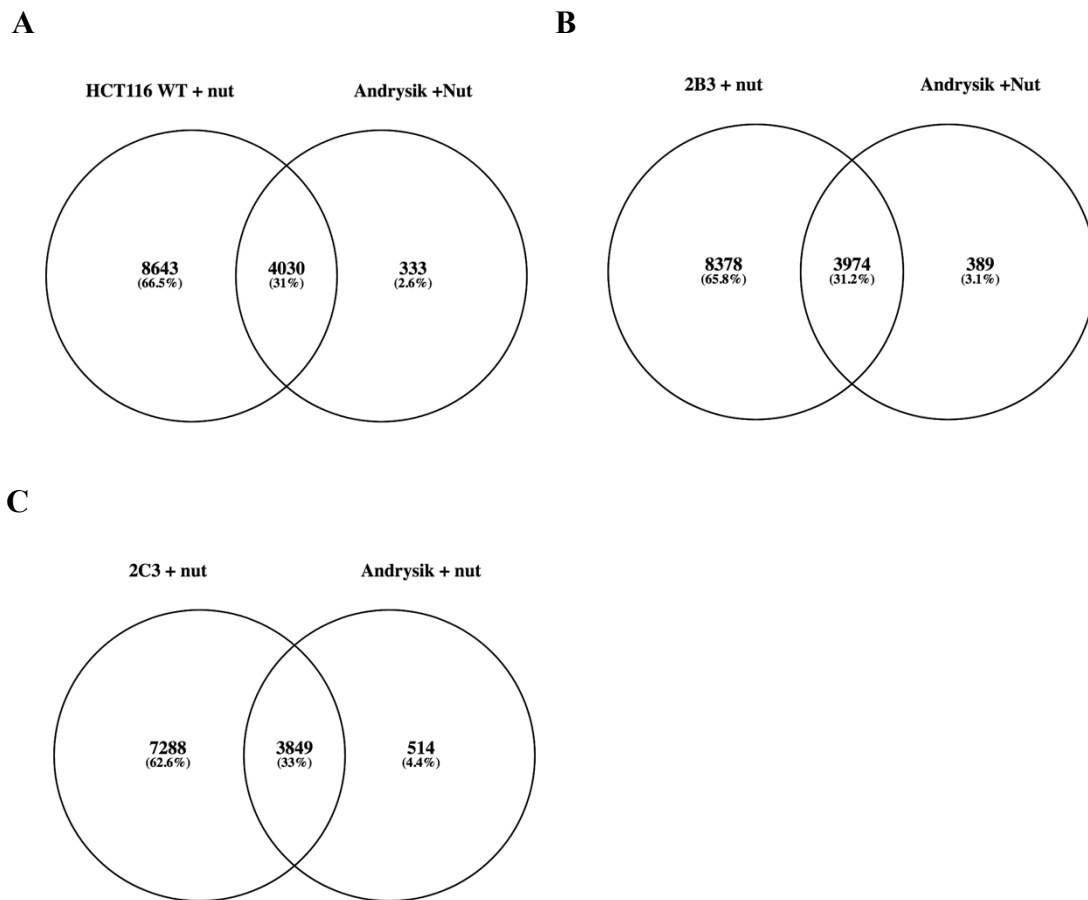 A
HCT116 WT + nut
Andrysik +Nut
8643
(66.5%)
4030
(31%)
333
(2.6%)
B
2B3 + nut
Andrysik +Nut
8378
(65.8%)
3974
(31.2%)
389
(3.1%)
C
2C3 + nut
Andrysik + nut
7288
(62.6%)
3849
(33%)
514
(4.4%)